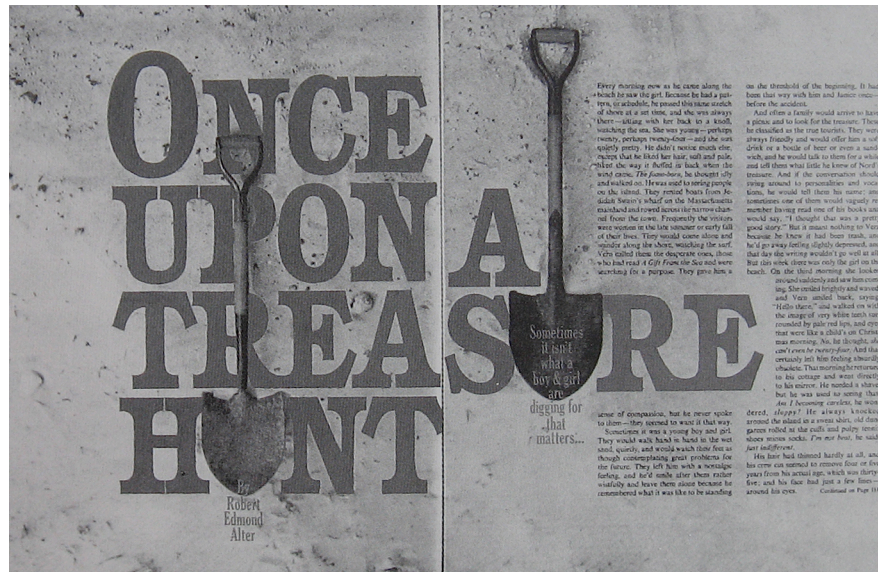 ONCE
UPON A
TREASURE
HUNT
By
Robert
Edmond
Alter
Sometimes
it isn't
what a
boy & girl
are
digging for
that
matters...
Every morning now as he came along the
beach he saw the girl. Because he had a pat-
tern, or schedule, he passed this same stretch
of shore at a set time, and she was always
there—sitting with her back to a knoll,
watching the sea. She was young—perhaps
twenty, perhaps twenty-four—and she was
quietly pretty. He didn't notice much else,
except that he liked her hair, soft and pale,
liked the way it fluffed in back when the
wind came. The foam-born, he thought idly
and walked on. He was used to seeing people
on the island. They rented boats from Je-
didah Swain's wharf on the Massachusetts
mainland and rowed across the narrow chan-
nel from the town. Frequently the visitors
were women in the late summer or early fall
of their lives. They would come alone and
wander along the shore, watching the surf.
Vern called them the desperate ones, those
who had read A Gift From the Sea and were
searching for a purpose. They gave him a
sense of compassion, but he never spoke
to them—they seemed to want it that way.
Sometimes it was a young boy and girl.
They would walk hand in hand in the wet
sand, quietly, and would watch their feet as
though contemplating great problems for
the future. They left him with a nostalgic
feeling, and he'd smile after them rather
wistfully and leave them alone because he
remembered what it was like to be standing
on the threshold of the beginning. It had
been that way with him and Janice once—
before the accident.
And often a family would arrive to have
a picnic and to look for the treasure. These
he classified as the true tourists. They were
always friendly and would offer him a soft
drink or a bottle of beer or even a sand-
wich, and he would talk to them for a while
and tell them what little he knew of
treasure. And if the conversation should
swing around to personalities and voca-
tions, he would tell them his name; and
sometimes one of them would vaguely re-
member having read one of his books and
would say, "I thought that was a pretty
good story." But it meant nothing to Vern
because he knew it had been trash, and
he'd go away feeling slightly depressed, and
that day the writing wouldn't go well at all.
But this week there was only the girl on the
beach. On the third morning she looked
around suddenly and saw him com-
ing. She smiled brightly and waved
and Vern smiled back, saying
"Hello there," and walked on with
the image of very white teeth sur-
rounded by pale red lips, and eyes
that were like a child's on Christ-
mas morning. No, he thought, she
can't even be twenty-four. And that
certainly left him feeling absurdly
obsolete. That morning he returned
to his cottage and went directly
to his mirror. He needed a shave
but he was used to seeing that
Am I becoming careless, he won-
dered, sloppy? He always knocked
around the island in a sweat shirt, old dun-
garees rolled at the cuffs and pulpy tennis
shoes minus socks. I'm not beat, he said
just indifferent.
His hair had thinned hardly at all, and
his crew cut seemed to remove four or five
years from his actual age, which was thirty-
five; and his face had just a few lines—
around his eyes. Continued on Page